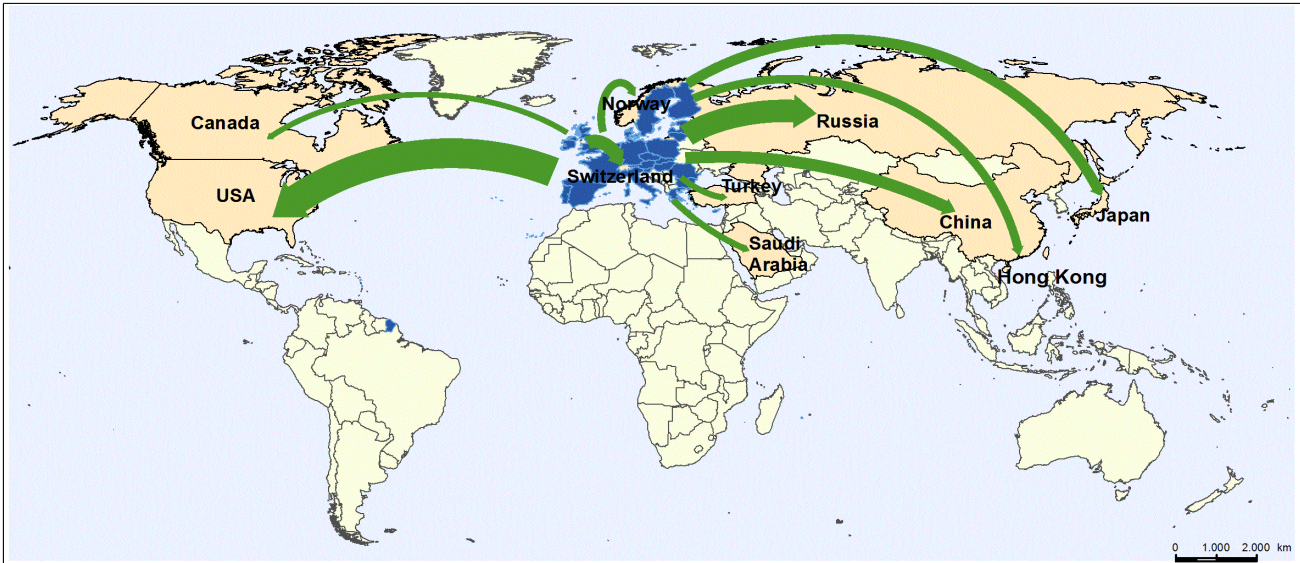 Canada
Norway
Russia
USA
Switzerland
Turkey
China
Japan
Saudi
Arabia
Hong Kong
0 1.000 2.000 km